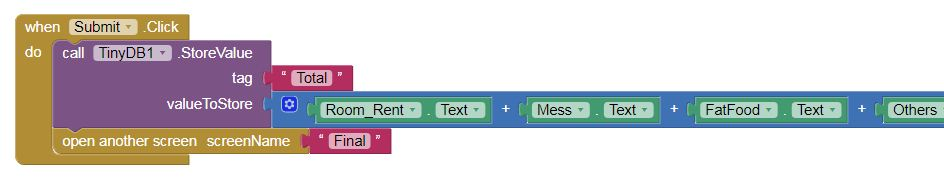 when Submit .Click
do call TinyDB1 .StoreValue
tag " Total "
valueToStore Room_Rent . Text + Mess . Text + FatFood . Text + Others
open another screen screenName " Final "